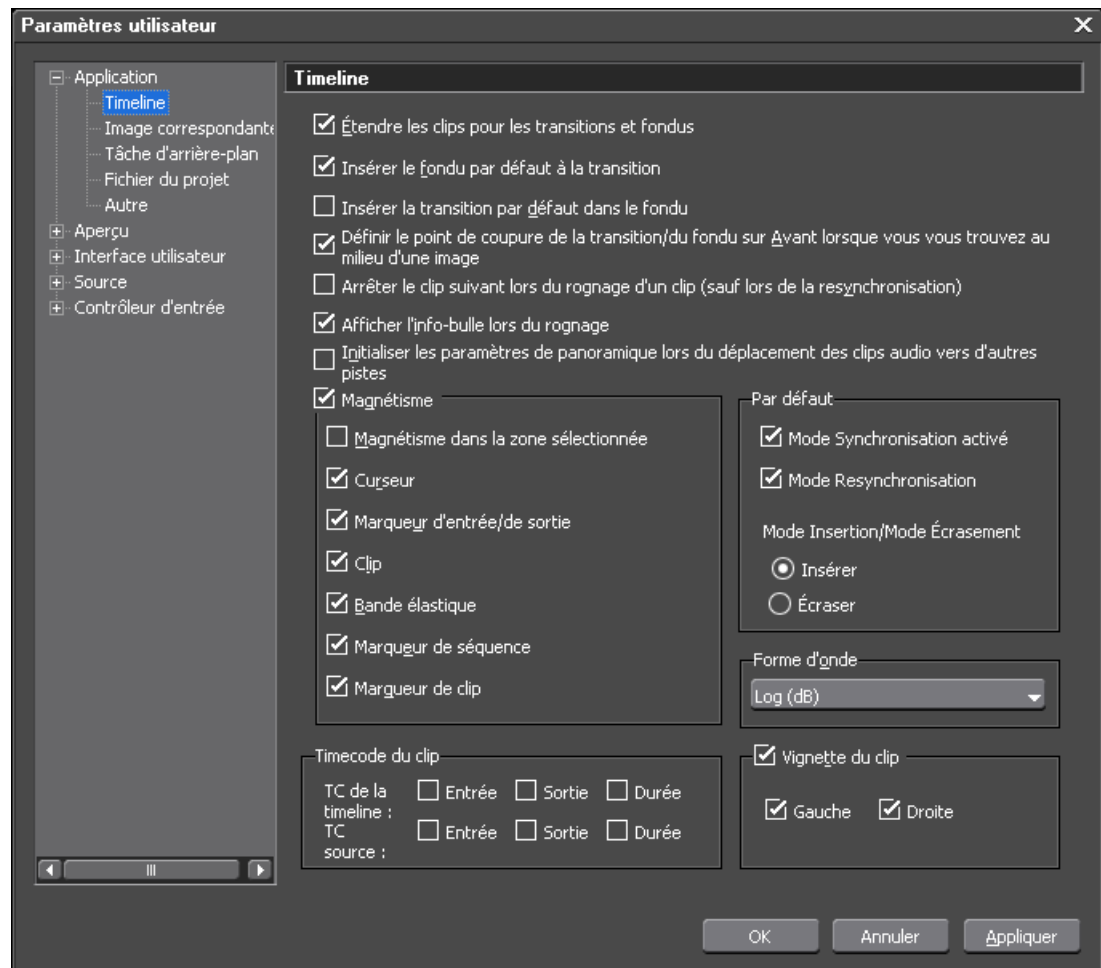 Paramètres utilisateur
Application
Timeline
Image correspondante
Tâche d'arrière-plan
Fichier du projet
Autre
Aperçu
Interface utilisateur
Source
Contrôleur d'entrée
Timeline
Étendre les clips pour les transitions et fondus
Insérer le fondu par défaut à la transition
Insérer la transition par défaut dans le fondu
Définir le point de coupure de la transition/du fondu sur Avant lorsque vous vous trouvez au
milieu d'une image
Arrêter le clip suivant lors du rognage d'un clip (sauf lors de la resynchronisation)
Afficher l'info-bulle lors du rognage
Initialiser les paramètres de panoramique lors du déplacement des clips audio vers d'autres
pistes
Magnétisme
Magnétisme dans la zone sélectionnée
Curseur
Marqueur d'entrée/de sortie
Clip
Bande élastique
Marqueur de séquence
Marqueur de clip
Par défaut
Mode Synchronisation activé
Mode Resynchronisation
Mode Insertion/Mode Écrasement
Insérer
Écraser
Forme d'onde
Log (dB)
Timecode du clip
TC de la
timeline :
Entrée Sortie Durée
TC
source :
Entrée Sortie Durée
Vignette du clip
Gauche Droite
OK Annuler Appliquer